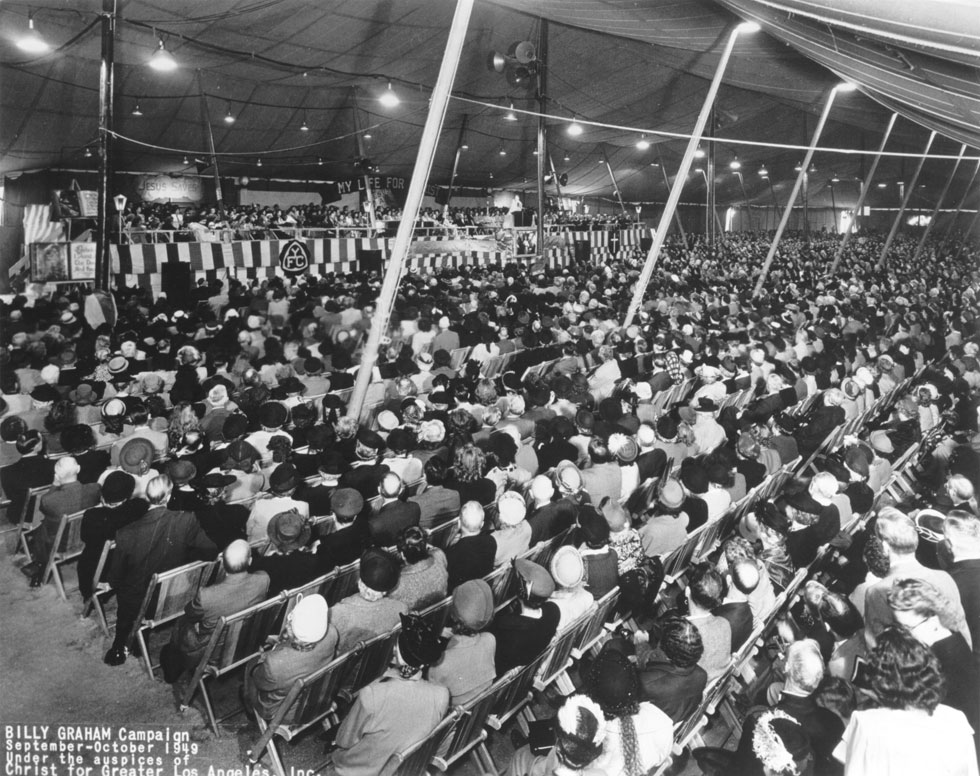 JESUS SAVES
MY LIFE FOR
YFC
BILLY GRAHAM Campaign
September-October 1949
Under the auspices of
Christ for Greater Los Angeles, Inc.